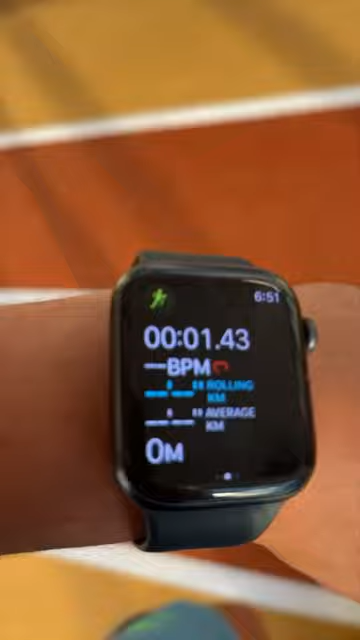 6:51
00:01.43
--BPM
-'--" ROLLING
KM
-'--" AVERAGE
KM
0M